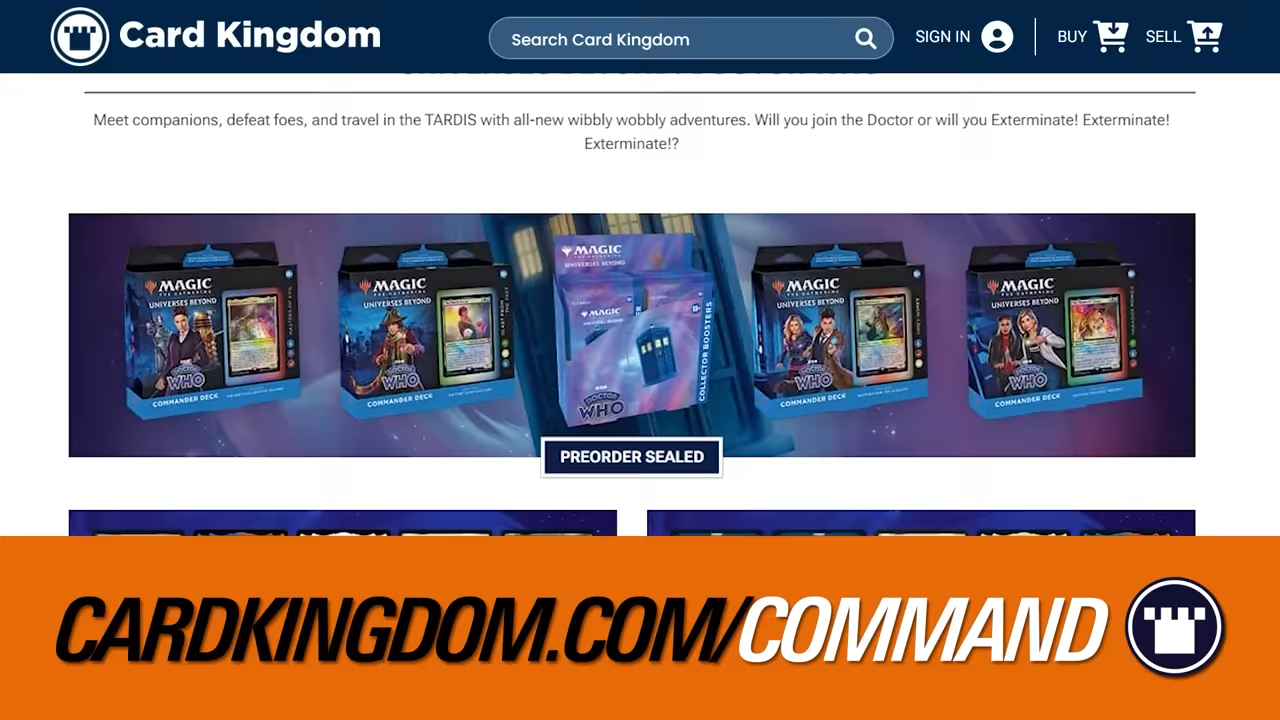 Card Kingdom
Search Card Kingdom
SIGN IN
BUY
SELL
Meet companions, defeat foes, and travel in the TARDIS with all-new wibbly wobbly adventures. Will you join the Doctor or will you Exterminate! Exterminate!
Exterminate!?
MAGIC
UNIVERSES BEYOND
DOCTOR
WHO
COMMANDER DECK
MAGIC
UNIVERSES BEYOND
DOCTOR
WHO
COMMANDER DECK
MAGIC
UNIVERSES BEYOND
MAGIC
COLLECTOR BOOSTERS
DOCTOR
WHO
MAGIC
UNIVERSES BEYOND
DOCTOR
WHO
COMMANDER DECK
MAGIC
UNIVERSES BEYOND
DOCTOR
WHO
COMMANDER DECK
PREORDER SEALED
CARDKINGDOM.COM/COMMAND